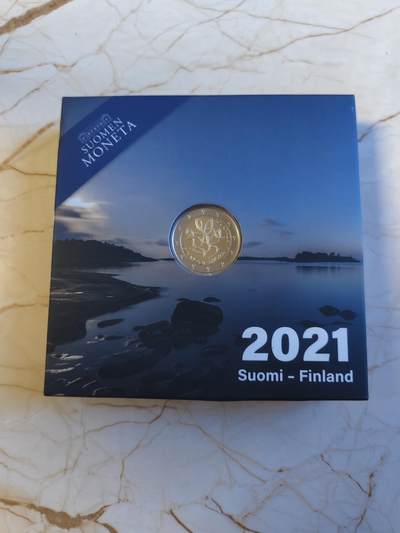 SUOMEN
MONETA
2021
Suomi - Finland